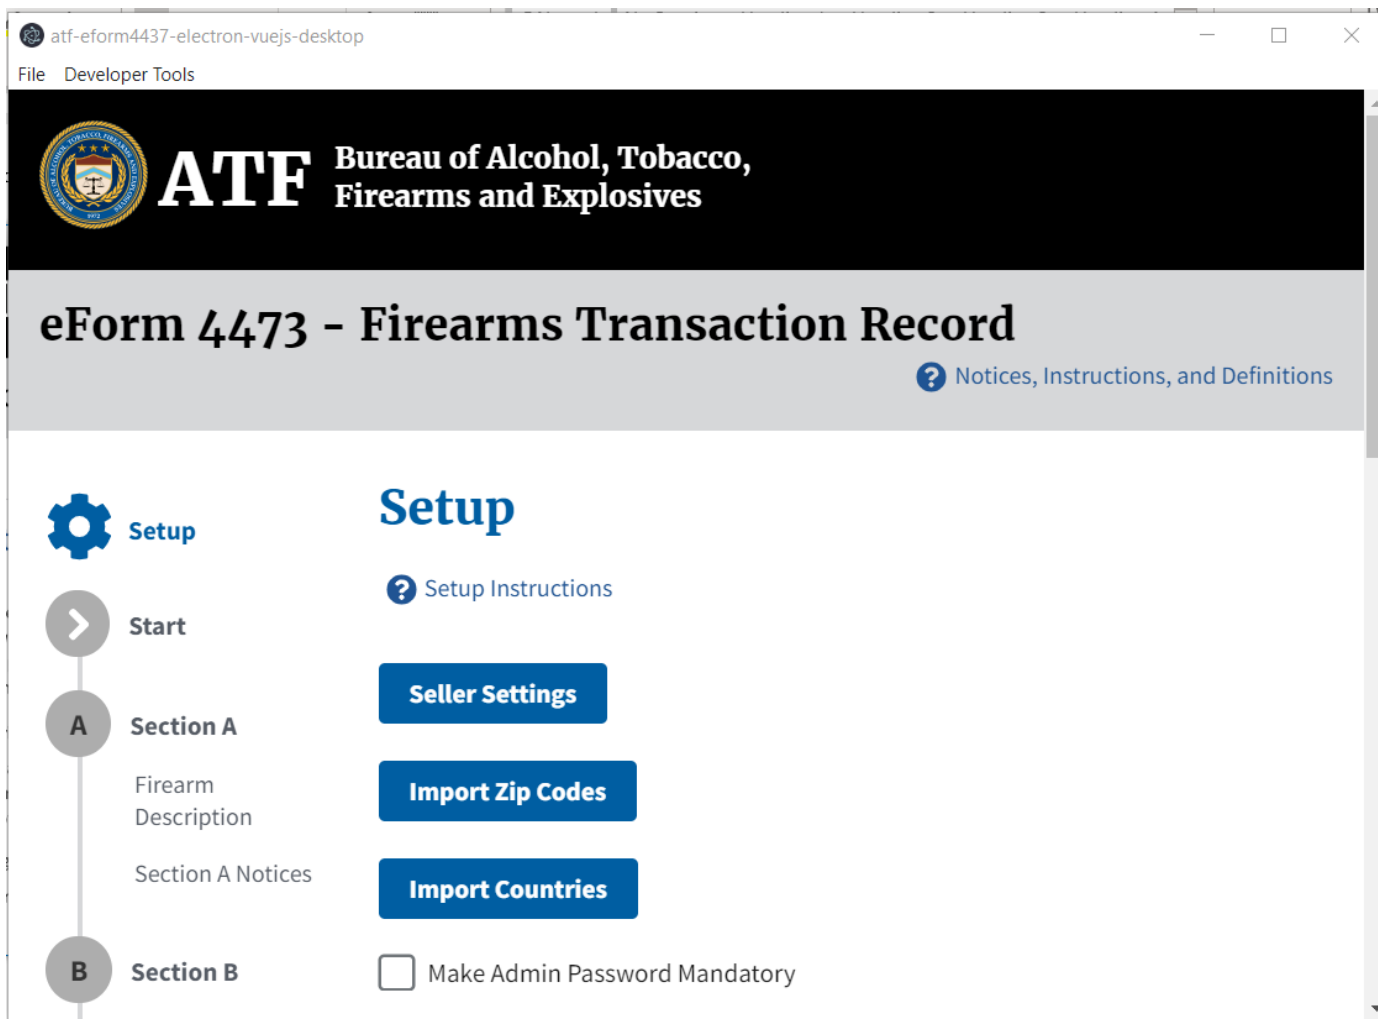 atf-eform4437-electron-vuejs-desktop
File Developer Tools
ATF
Bureau of Alcohol, Tobacco,
Firearms and Explosives
eForm 4473 - Firearms Transaction Record
Notices, Instructions, and Definitions
Setup
Start
A
Section A
Firearm
Description
Section A Notices
B
Section B
Setup
Setup Instructions
Seller Settings
Import Zip Codes
Import Countries
Make Admin Password Mandatory